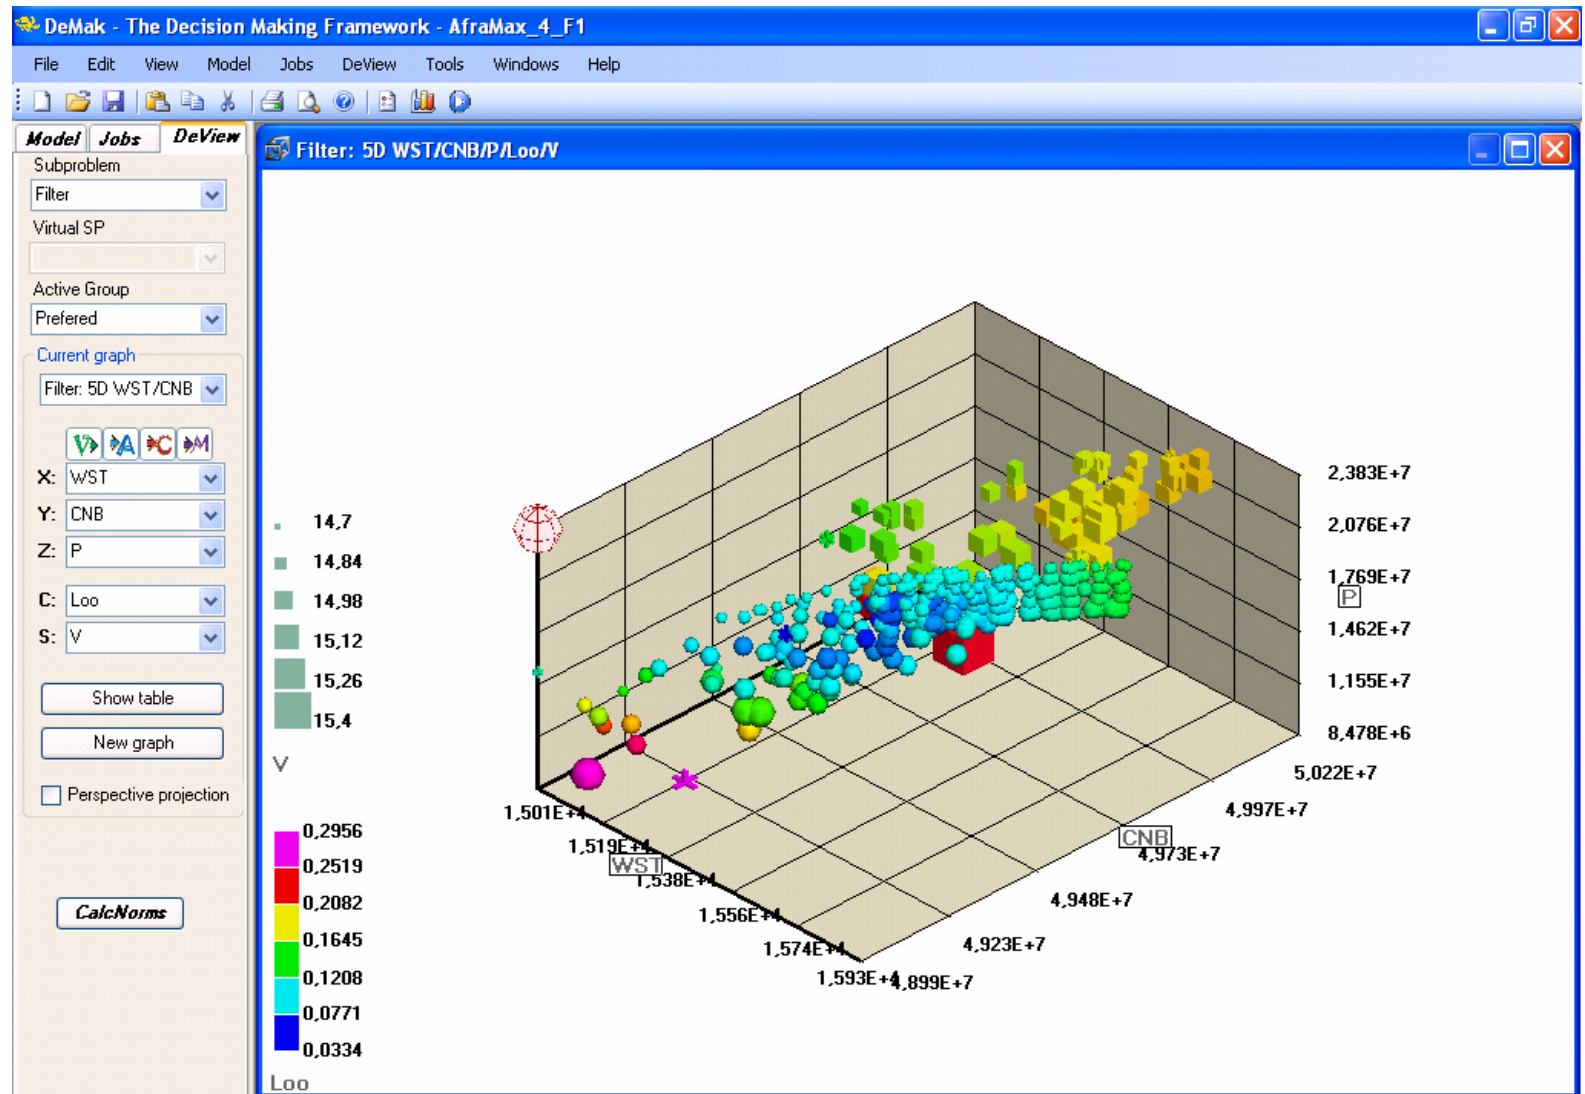 DeMak - The Decision Making Framework - AfraMax_4_F1
File Edit View Model Jobs DeView Tools Windows Help
Model Jobs DeView
Subproblem
Filter
Virtual SP
Active Group
Prefered
Current graph
Filter: 5D WST/CNB
V A C M
X: WST
Y: CNB
Z: P
C: Loo
S: V
Show table
New graph
Perspective projection
CalcNorms
Filter: 5D WST/CNB/P/Loo/V
14,7
14,84
14,98
15,12
15,26
15,4
V
0,2956
0,2519
0,2082
0,1645
0,1208
0,0771
0,0334
Loo
2,383E+7
2,076E+7
1,769E+7
P
1,462E+7
1,155E+7
8,478E+6
5,022E+7
4,997E+7
CNB
4,973E+7
4,948E+7
4,923E+7
4,899E+7
1,501E+4
1,519E+4
WST
1,538E+4
1,556E+4
1,574E+4
1,593E+4